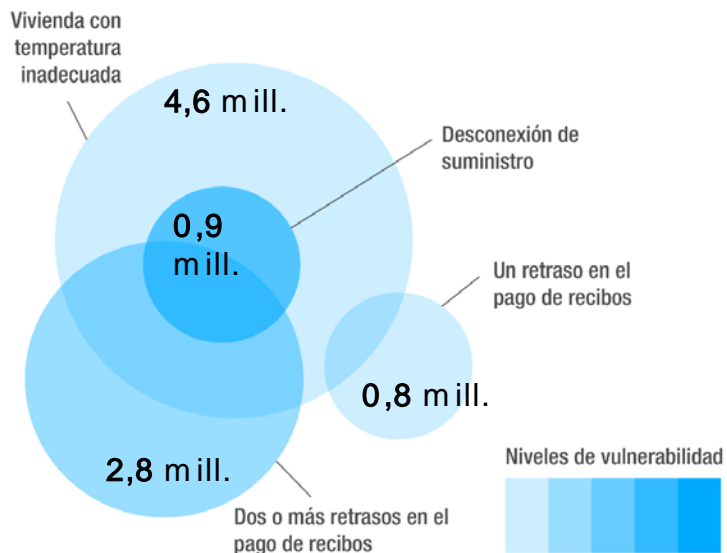 Vivienda con
temperatura
inadecuada
4,6 mill.
Desconexión de
suministro
0,9
mill.
Un retraso en el
pago de recibos
0,8 mill.
2,8 mill.
Niveles de vulnerabilidad
Dos o más retrasos en el
pago de recibos